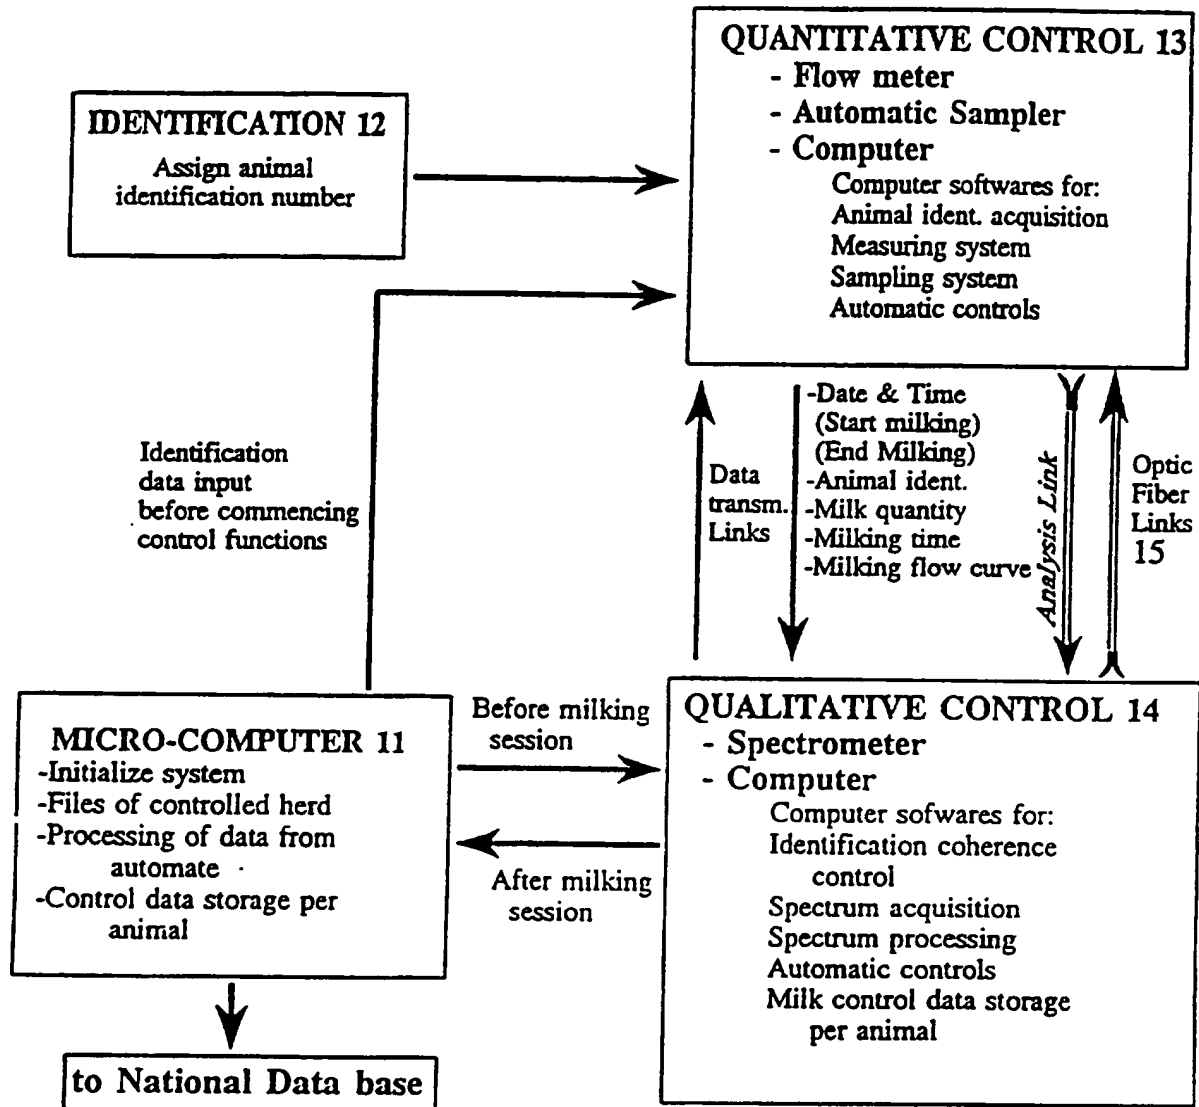 QUANTITATIVE CONTROL 13
- Flow meter
- Automatic Sampler
- Computer
Computer softwares for:
Animal ident. acquisition
Measuring system
Sampling system
Automatic controls
IDENTIFICATION 12
Assign animal
identification number
Identification
data input
before commencing
control functions
Data
transm.
Links
-Date & Time
(Start milking)
(End Milking)
-Animal ident.
-Milk quantity
-Milking time
-Milking flow curve
Analysis Link
Optic
Fiber
Links
15
MICRO-COMPUTER 11
-Initialize system
-Files of controlled herd
-Processing of data from
automate
-Control data storage per
animal
Before milking
session
After milking
session
QUALITATIVE CONTROL 14
- Spectrometer
- Computer
Computer sofwares for:
Identification coherence
control
Spectrum acquisition
Spectrum processing
Automatic controls
Milk control data storage
per animal
to National Data base